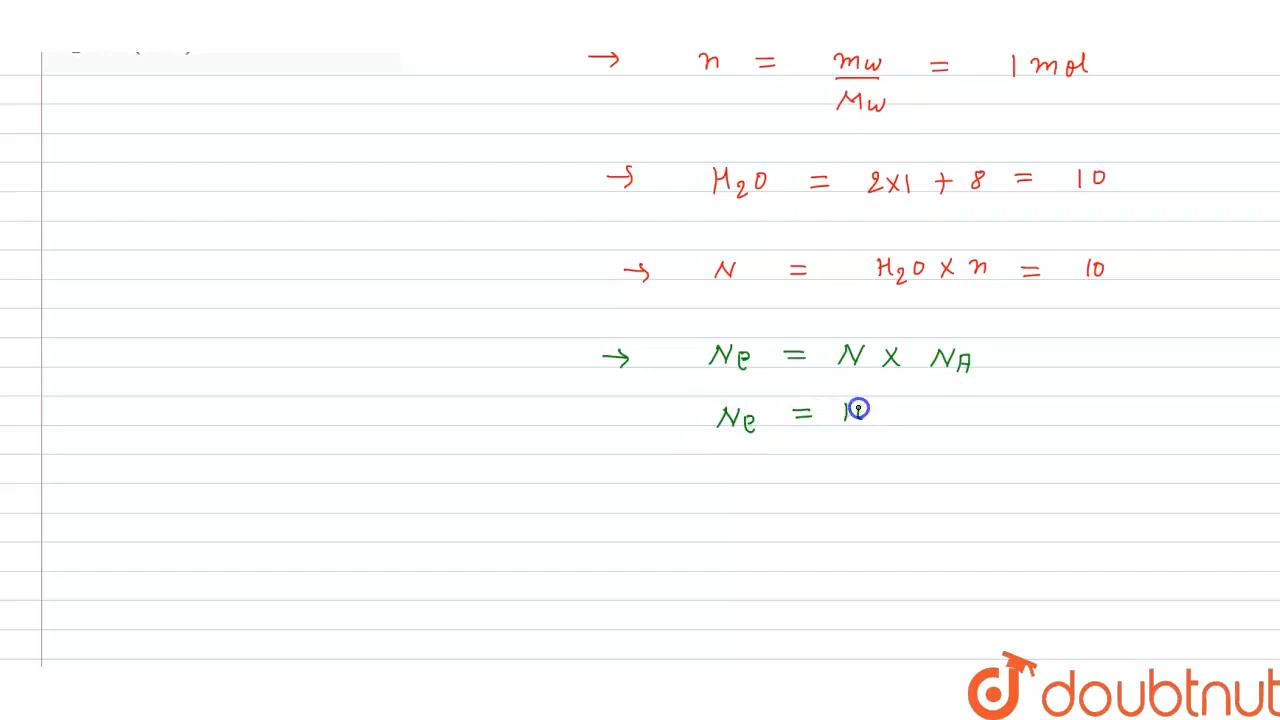 → n = mw/Mw = 1 mol
→ H₂O = 2×1 + 8 = 10
→ N = H₂O × n = 10
→ Ne = N × NA
Ne = 1
doubtnut